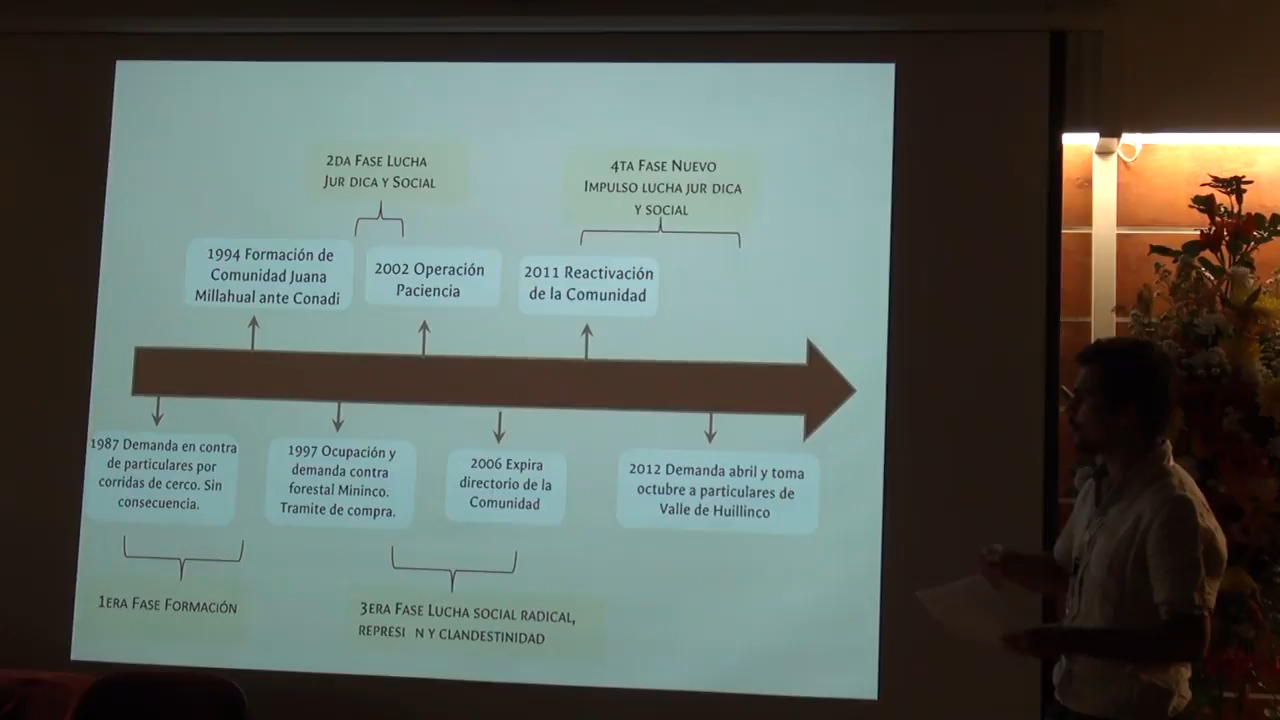 2DA FASE LUCHA
JUR DICA Y SOCIAL
4TA FASE NUEVO
IMPULSO LUCHA JUR DICA
Y SOCIAL
1994 Formación de
Comunidad Juana
Millahual ante Conadi
2002 Operación
Paciencia
2011 Reactivación
de la Comunidad
1987 Demanda en contra
de particulares por
corridas de cerco. Sin
consecuencia.
1997 Ocupación y
demanda contra
forestal Mininco.
Tramite de compra.
2006 Expira
directorio de la
Comunidad
2012 Demanda abril y toma
octubre a particulares de
Valle de Huillinco
1ERA FASE FORMACIÓN
3ERA FASE LUCHA SOCIAL RADICAL,
REPRESI N Y CLANDESTINIDAD